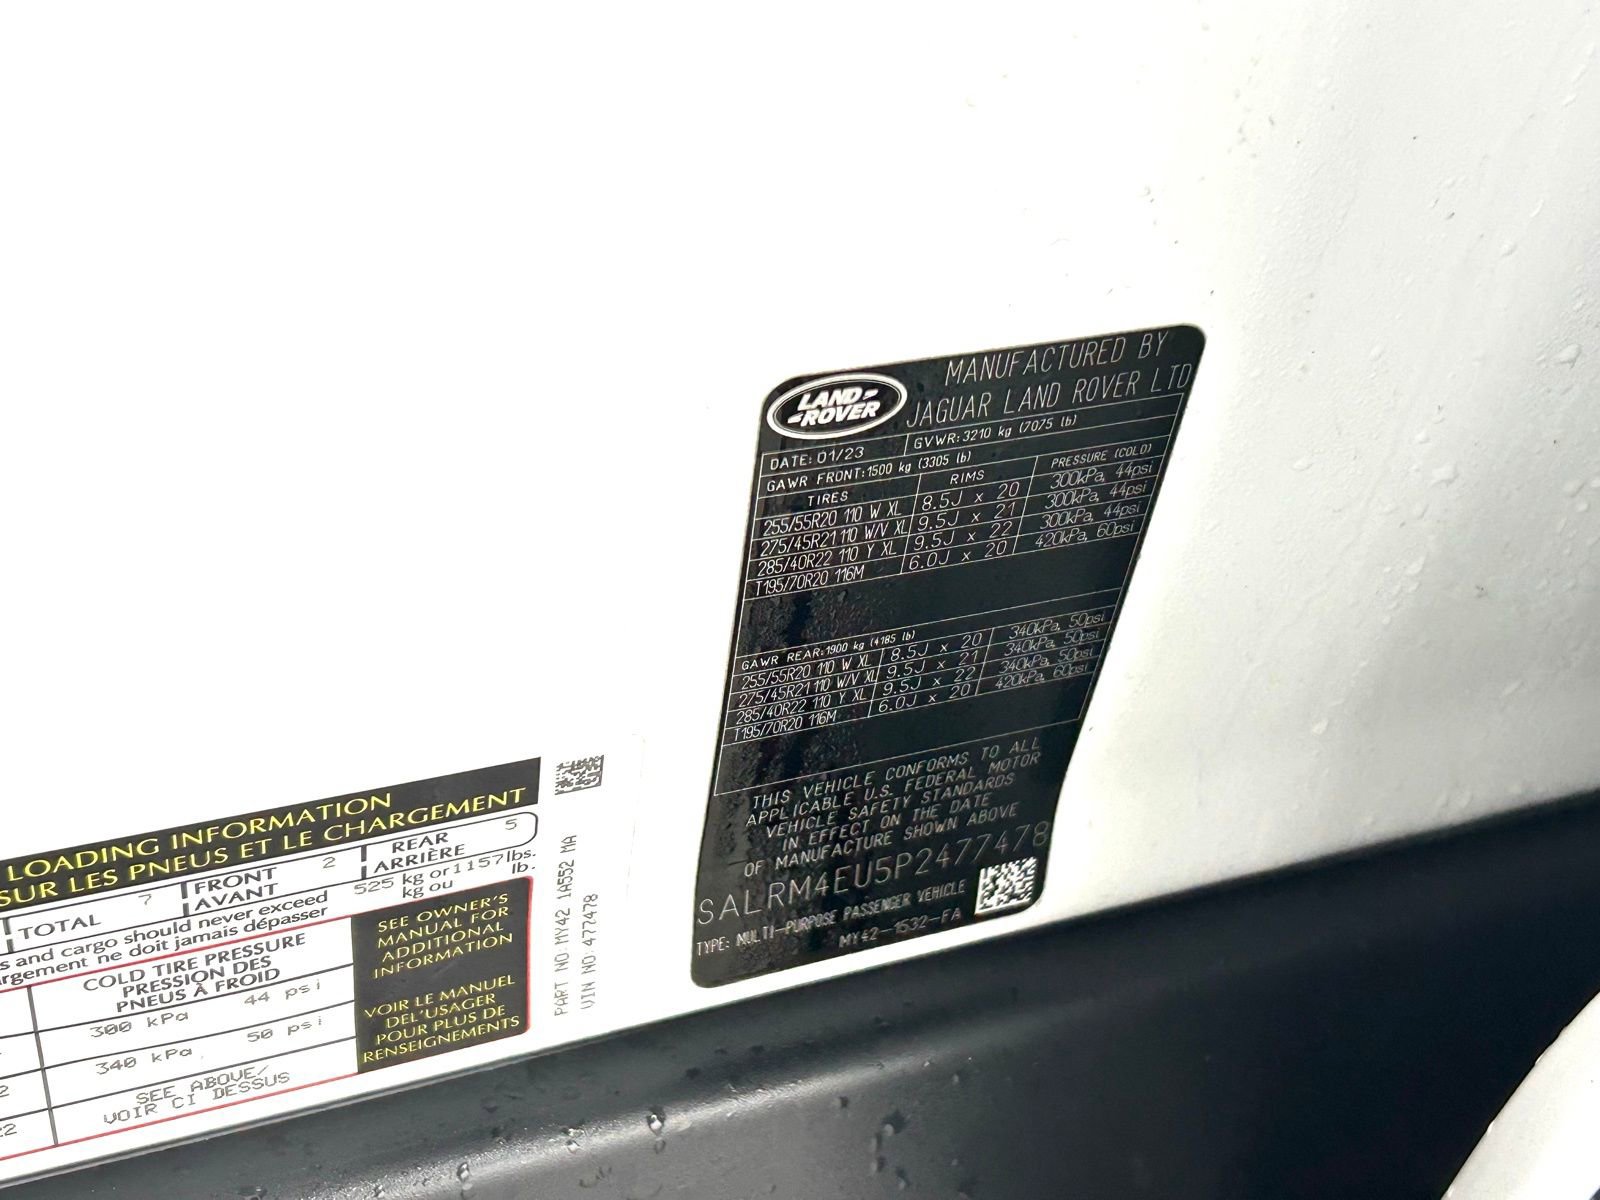 LAND-
-ROVER
MANUFACTURED BY
JAGUAR LAND ROVER LTD
DATE: 01/23 GVWR: 3210 kg (7075 lb)
GAWR FRONT: 1500 kg (3305 lb)
TIRES RIMS PRESSURE (COLD)
255/55R20 110 W XL 8.5J x 20 300kPa, 44psi
275/45R21 110 W/V XL 9.5J x 21 300kPa, 44psi
285/40R22 110 Y XL 9.5J x 22 300kPa, 44psi
T195/70R20 116M 6.0J x 20 420kPa, 60psi
GAWR REAR: 1900 kg (4185 lb)
255/55R20 110 W XL 8.5J x 20 340kPa, 50psi
275/45R21 110 W/V XL 9.5J x 21 340kPa, 50psi
285/40R22 110 Y XL 9.5J x 22 340kPa, 50psi
T195/70R20 116M 6.0J x 20 420kPa, 60psi
THIS VEHICLE CONFORMS TO ALL
APPLICABLE U.S. FEDERAL MOTOR
VEHICLE SAFETY STANDARDS
IN EFFECT ON THE DATE
OF MANUFACTURE SHOWN ABOVE
SALRM4EU5P2477478
TYPE: MULTI-PURPOSE PASSENGER VEHICLE
MY42-1532-FA
LOADING INFORMATION
SUR LES PNEUS ET LE CHARGEMENT
TOTAL 7 FRONT AVANT 2 REAR ARRIÈRE 5
s and cargo should never exceed 525 kg or 1157 lbs.
rgement ne doit jamais dépasser kg ou lb.
COLD TIRE PRESSURE
PRESSION DES
PNEUS À FROID
300 kPa 44 psi
340 kPa, 50 psi
SEE ABOVE/
VOIR CI DESSUS
2
22
SEE OWNER'S
MANUAL FOR
ADDITIONAL
INFORMATION
VOIR LE MANUEL
DEL'USAGER
POUR PLUS DE
RENSEIGNEMENTS
PART NO: MY42 1A552 MA
VIN NO: 477478